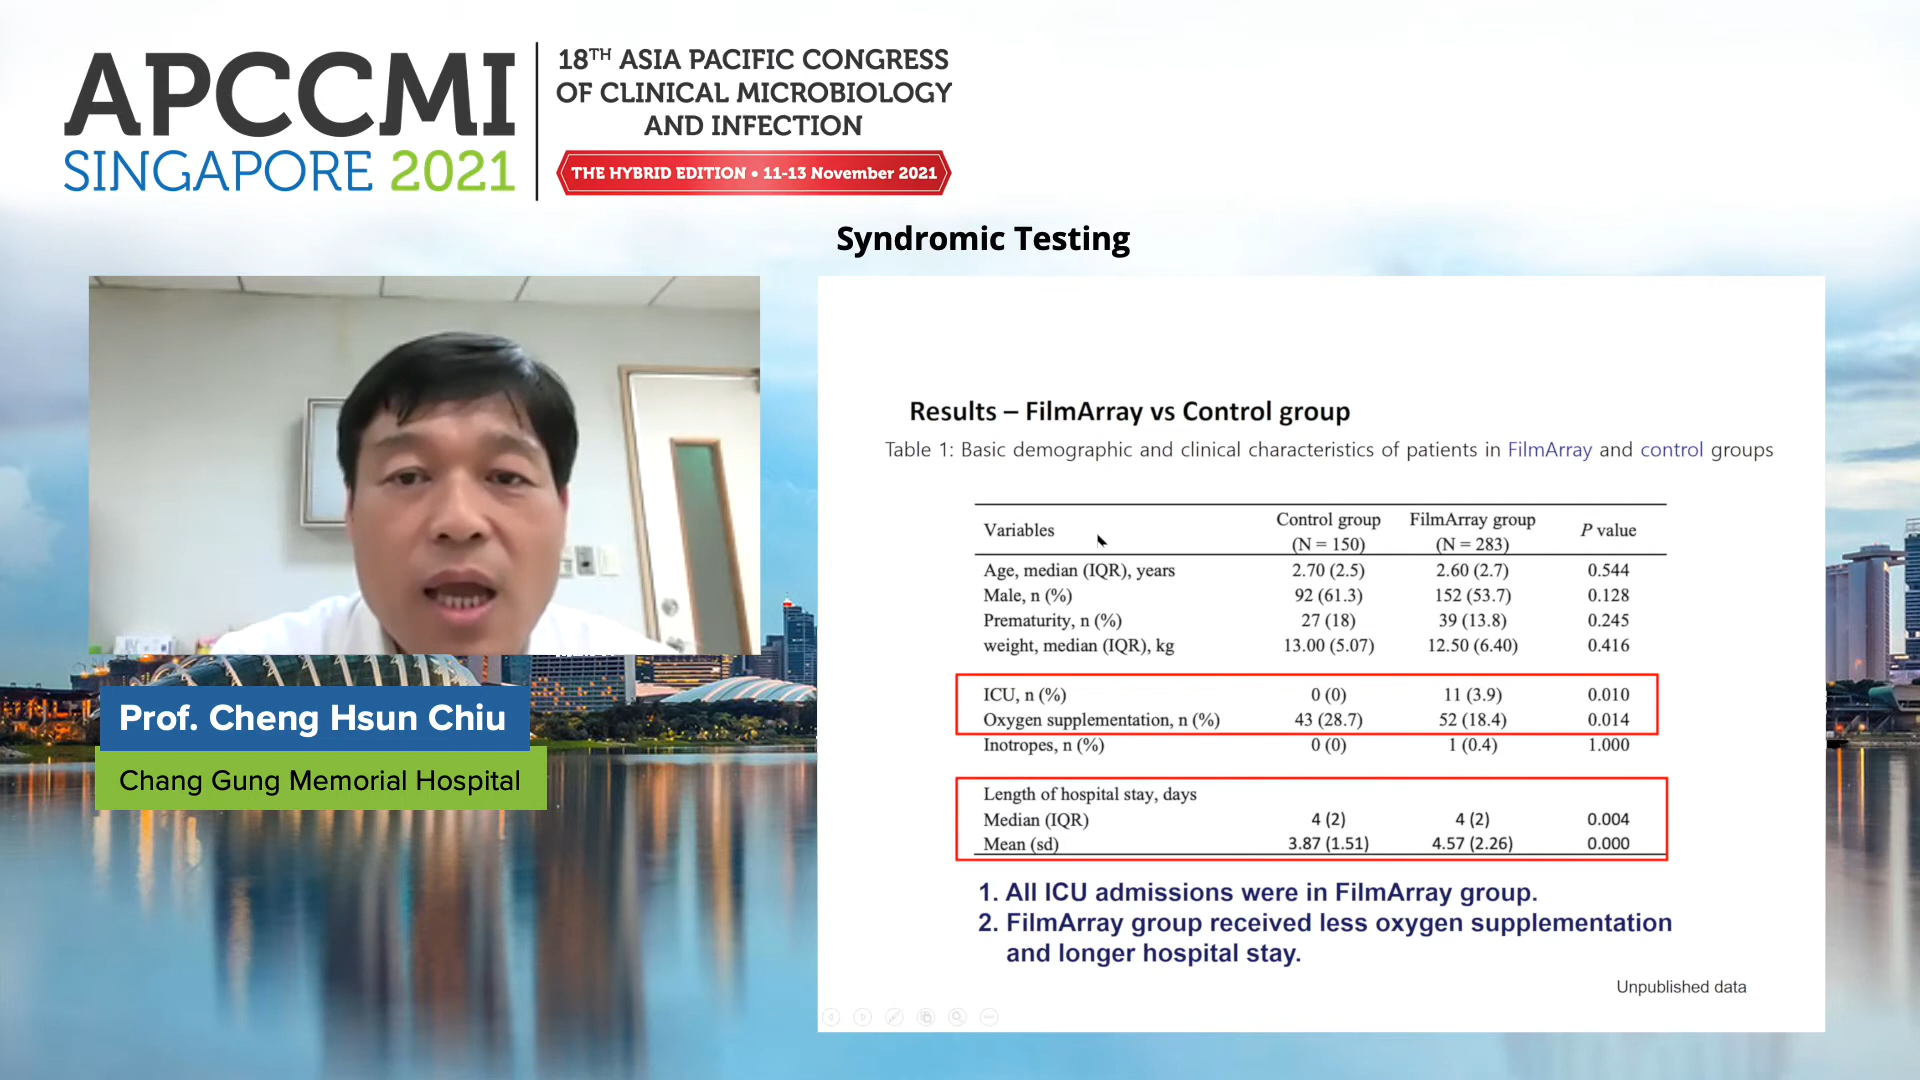 APCCMI
SINGAPORE 2021
18TH ASIA PACIFIC CONGRESS
OF CLINICAL MICROBIOLOGY
AND INFECTION
THE HYBRID EDITION • 11-13 November 2021
Syndromic Testing
Prof. Cheng Hsun Chiu
Chang Gung Memorial Hospital
Results – FilmArray vs Control group
Table 1: Basic demographic and clinical characteristics of patients in FilmArray and control groups
Variables Control group (N = 150) FilmArray group (N = 283) P value
Age, median (IQR), years 2.70 (2.5) 2.60 (2.7) 0.544
Male, n (%) 92 (61.3) 152 (53.7) 0.128
Prematurity, n (%) 27 (18) 39 (13.8) 0.245
weight, median (IQR), kg 13.00 (5.07) 12.50 (6.40) 0.416
ICU, n (%) 0 (0) 11 (3.9) 0.010
Oxygen supplementation, n (%) 43 (28.7) 52 (18.4) 0.014
Inotropes, n (%) 0 (0) 1 (0.4) 1.000
Length of hospital stay, days
Median (IQR) 4 (2) 4 (2) 0.004
Mean (sd) 3.87 (1.51) 4.57 (2.26) 0.000
1. All ICU admissions were in FilmArray group.
2. FilmArray group received less oxygen supplementation
and longer hospital stay.
Unpublished data